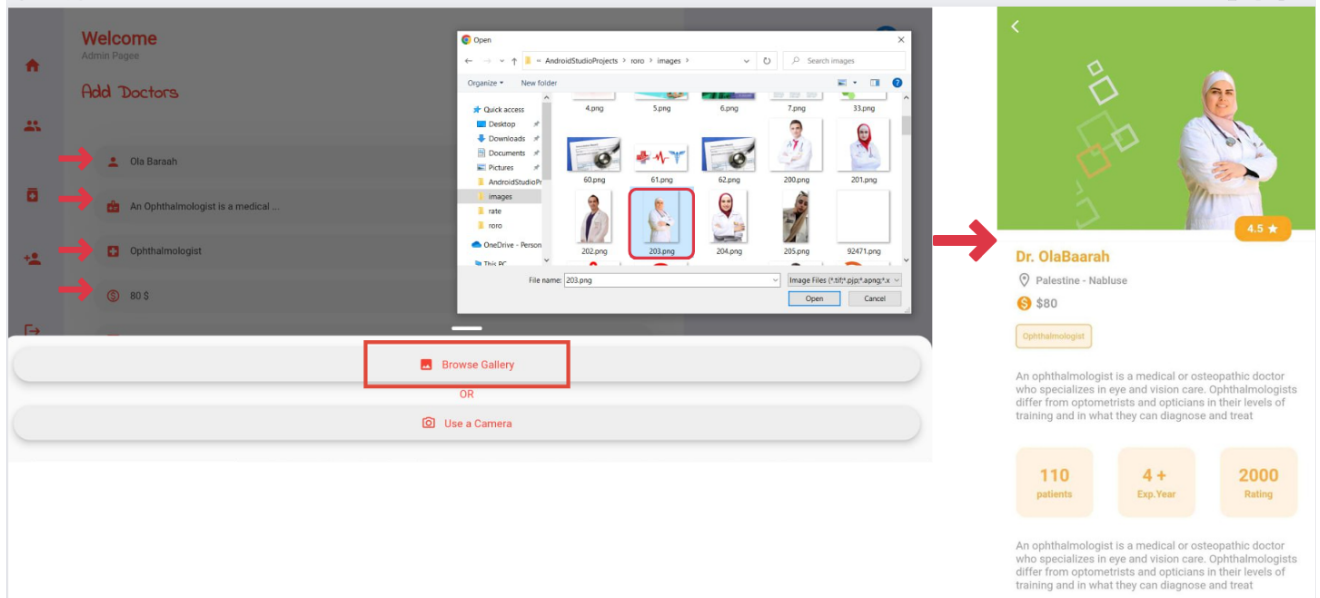 Welcome
Admin Pagee
Add Doctors
Ola Baraah
An Ophthalmologist is a medical ...
Ophthalmologist
80 $
Open
AndroidStudioProjects > roro > images >
Search images
Organize
New folder
Quick access
Desktop
Downloads
Documents
Pictures
AndroidStudioPr
images
rate
roro
OneDrive - Person
This PC
4.png
5.png
6.png
7.png
33.png
60.png
61.png
62.png
200.png
201.png
202.png
203.png
204.png
205.png
92471.png
File name: 203.png
Image Files (*.tif;*.pjp;*.apng;*.x
Open
Cancel
Browse Gallery
OR
Use a Camera
4.5 ★
Dr. OlaBaarah
Palestine - Nabluse
$80
Ophthalmologist
An ophthalmologist is a medical or osteopathic doctor
who specializes in eye and vision care. Ophthalmologists
differ from optometrists and opticians in their levels of
training and in what they can diagnose and treat
110
patients
4 +
Exp.Year
2000
Rating
An ophthalmologist is a medical or osteopathic doctor
who specializes in eye and vision care. Ophthalmologists
differ from optometrists and opticians in their levels of
training and in what they can diagnose and treat